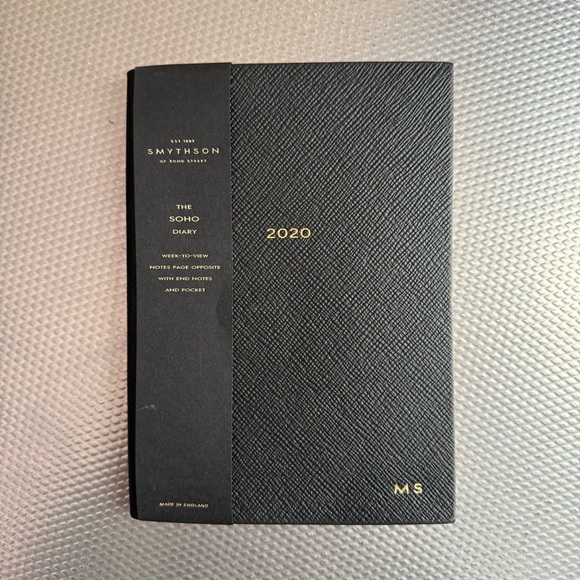 EST 1887
SMYTHSON
OF BOND STREET
THE
SOHO
DIARY
WEEK-TO-VIEW
NOTES PAGE OPPOSITE
WITH END NOTES
AND POCKET
MADE IN ENGLAND
2020
MS